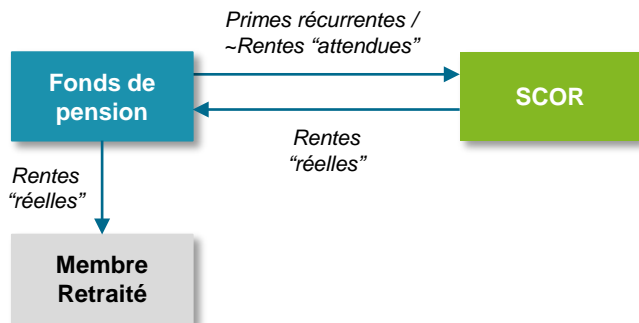 Primes récurrentes /
~Rentes “attendues”
Fonds de
pension
SCOR
Rentes
“réelles”
Rentes
“réelles”
Membre
Retraité